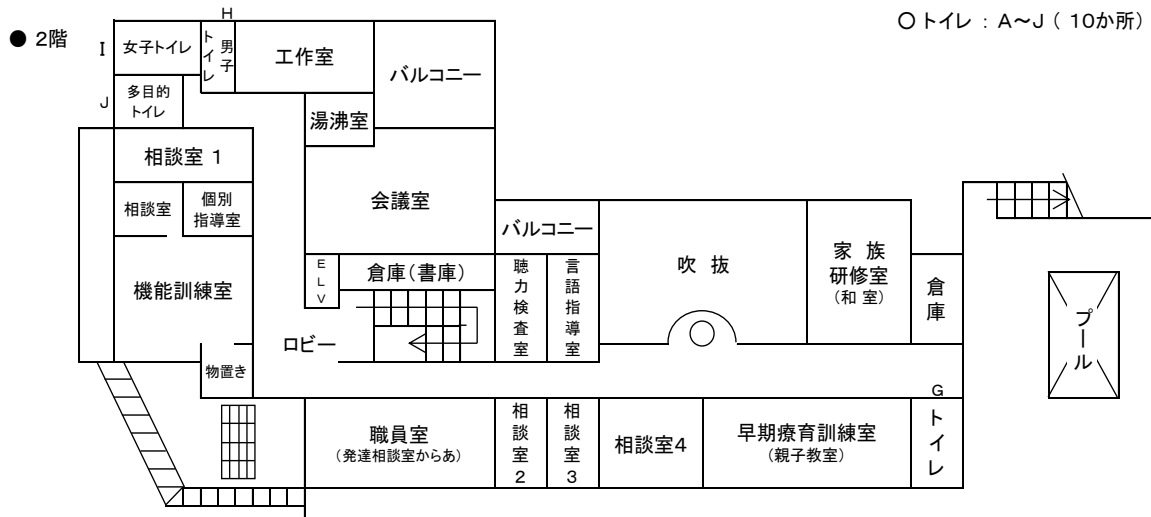 ● 2階
○トイレ : A～J ( 10か所)
H
I
女子トイレ
男子
トイレ
工作室
バルコニー
J
多目的
トイレ
湯沸室
相談室 1
相談室
個別
指導室
会議室
バルコニー
機能訓練室
ELV
倉庫(書庫)
聴力検査室
言語指導室
吹 抜
家 族
研修室
(和 室)
倉庫
プール
ロビー
物置き
G
トイレ
職員室
(発達相談室からあ)
相談室2
相談室3
相談室4
早期療育訓練室
(親子教室)